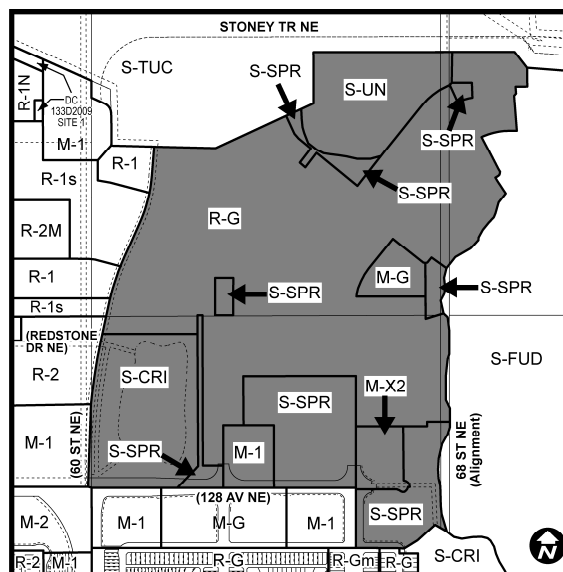 STONEY TR NE
S-TUC
S-SPR
S-UN
R-1N
DC
133D2009
SITE 1
M-1
R-1
S-SPR
R-1s
S-SPR
R-2M
R-G
R-1
M-G
S-SPR
S-SPR
R-1s
(REDSTONE
DR NE)
S-FUD
R-2
S-CRI
M-X2
S-SPR
M-1
(60 ST NE)
S-SPR
M-1
68 ST NE
(Alignment)
(128 AV NE)
M-2
M-1
M-G
M-1
S-SPR
R-2
M-1
R-G
R-Gm
R-G
S-CRI
N